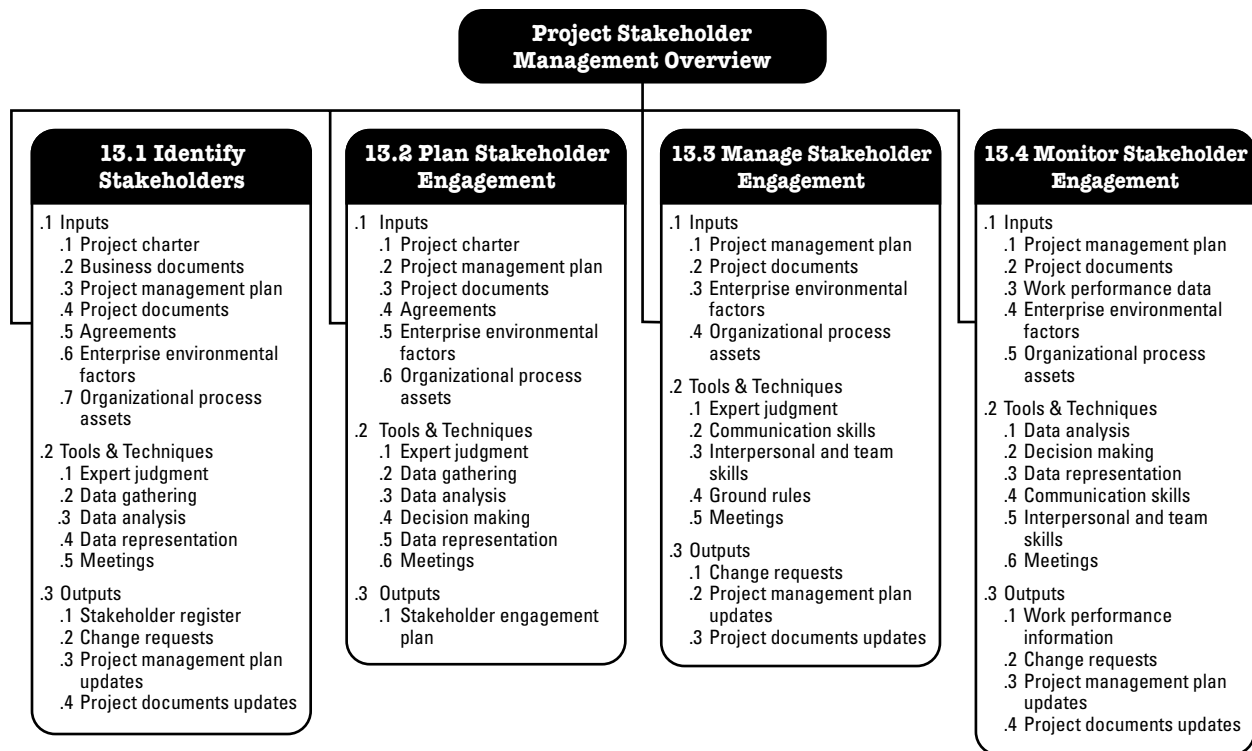 Project Stakeholder
Management Overview
13.1 Identify
Stakeholders
.1 Inputs
.1 Project charter
.2 Business documents
.3 Project management plan
.4 Project documents
.5 Agreements
.6 Enterprise environmental
factors
.7 Organizational process
assets
.2 Tools & Techniques
.1 Expert judgment
.2 Data gathering
.3 Data analysis
.4 Data representation
.5 Meetings
.3 Outputs
.1 Stakeholder register
.2 Change requests
.3 Project management plan
updates
.4 Project documents updates
13.2 Plan Stakeholder
Engagement
.1 Inputs
.1 Project charter
.2 Project management plan
.3 Project documents
.4 Agreements
.5 Enterprise environmental
factors
.6 Organizational process
assets
.2 Tools & Techniques
.1 Expert judgment
.2 Data gathering
.3 Data analysis
.4 Decision making
.5 Data representation
.6 Meetings
.3 Outputs
.1 Stakeholder engagement
plan
13.3 Manage Stakeholder
Engagement
.1 Inputs
.1 Project management plan
.2 Project documents
.3 Enterprise environmental
factors
.4 Organizational process
assets
.2 Tools & Techniques
.1 Expert judgment
.2 Communication skills
.3 Interpersonal and team
skills
.4 Ground rules
.5 Meetings
.3 Outputs
.1 Change requests
.2 Project management plan
updates
.3 Project documents updates
13.4 Monitor Stakeholder
Engagement
.1 Inputs
.1 Project management plan
.2 Project documents
.3 Work performance data
.4 Enterprise environmental
factors
.5 Organizational process
assets
.2 Tools & Techniques
.1 Data analysis
.2 Decision making
.3 Data representation
.4 Communication skills
.5 Interpersonal and team
skills
.6 Meetings
.3 Outputs
.1 Work performance
information
.2 Change requests
.3 Project management plan
updates
.4 Project documents updates